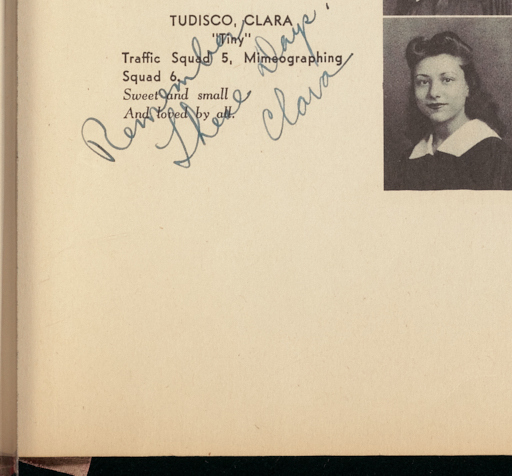 TUDISCO, CLARA
"Tiny"
Traffic Squad 5, Mimeographing
Squad 6.
Sweet and small
And loved by all.
These Days
Clara